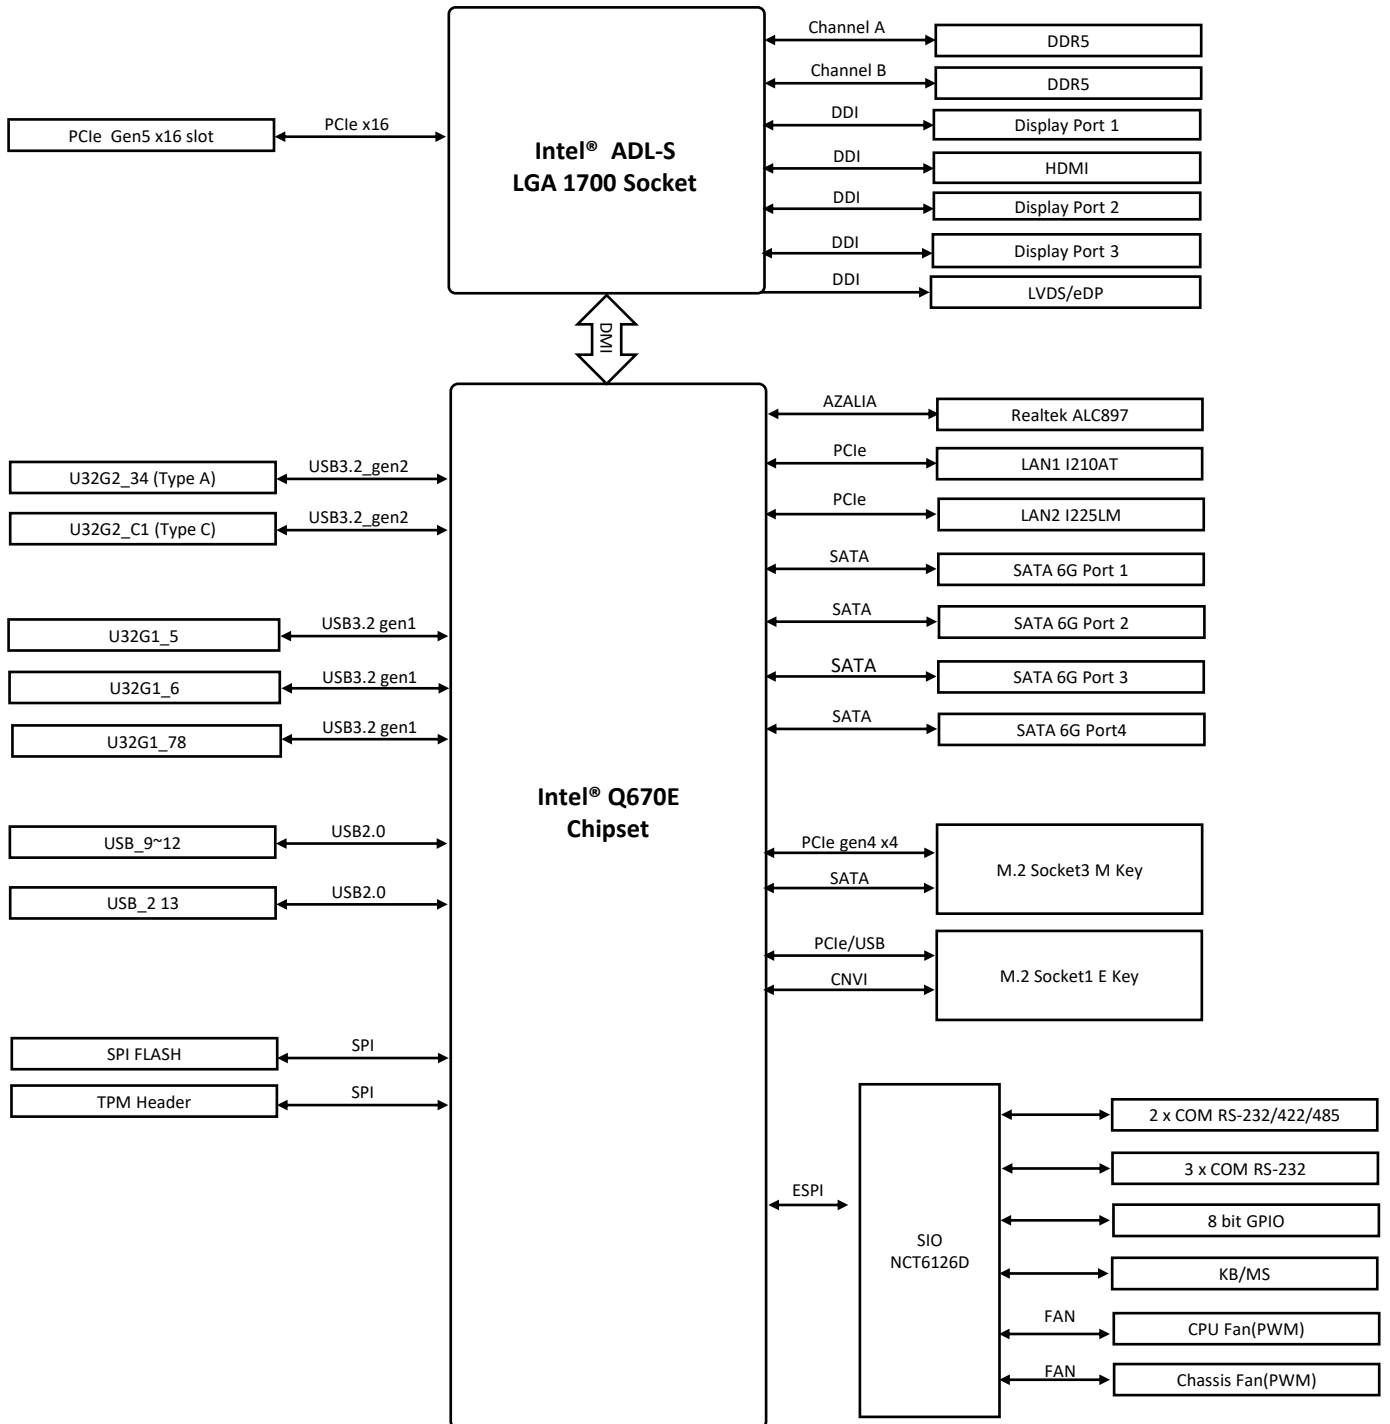 Channel A
DDR5
Channel B
DDR5
PCIe Gen5 x16 slot
PCIe x16
Intel® ADL-S
LGA 1700 Socket
DDI
Display Port 1
DDI
HDMI
DDI
Display Port 2
DDI
Display Port 3
DDI
LVDS/eDP
DMI
AZALIA
Realtek ALC897
PCIe
LAN1 I210AT
PCIe
LAN2 I225LM
SATA
SATA 6G Port 1
SATA
SATA 6G Port 2
SATA
SATA 6G Port 3
SATA
SATA 6G Port4
U32G2_34 (Type A)
USB3.2_gen2
U32G2_C1 (Type C)
USB3.2_gen2
U32G1_5
USB3.2 gen1
U32G1_6
USB3.2 gen1
U32G1_78
USB3.2 gen1
Intel® Q670E
Chipset
USB_9~12
USB2.0
USB_2 13
USB2.0
PCIe gen4 x4
SATA
M.2 Socket3 M Key
PCIe/USB
CNVI
M.2 Socket1 E Key
SPI FLASH
SPI
TPM Header
SPI
ESPI
SIO
NCT6126D
2 x COM RS-232/422/485
3 x COM RS-232
8 bit GPIO
KB/MS
FAN
CPU Fan(PWM)
FAN
Chassis Fan(PWM)